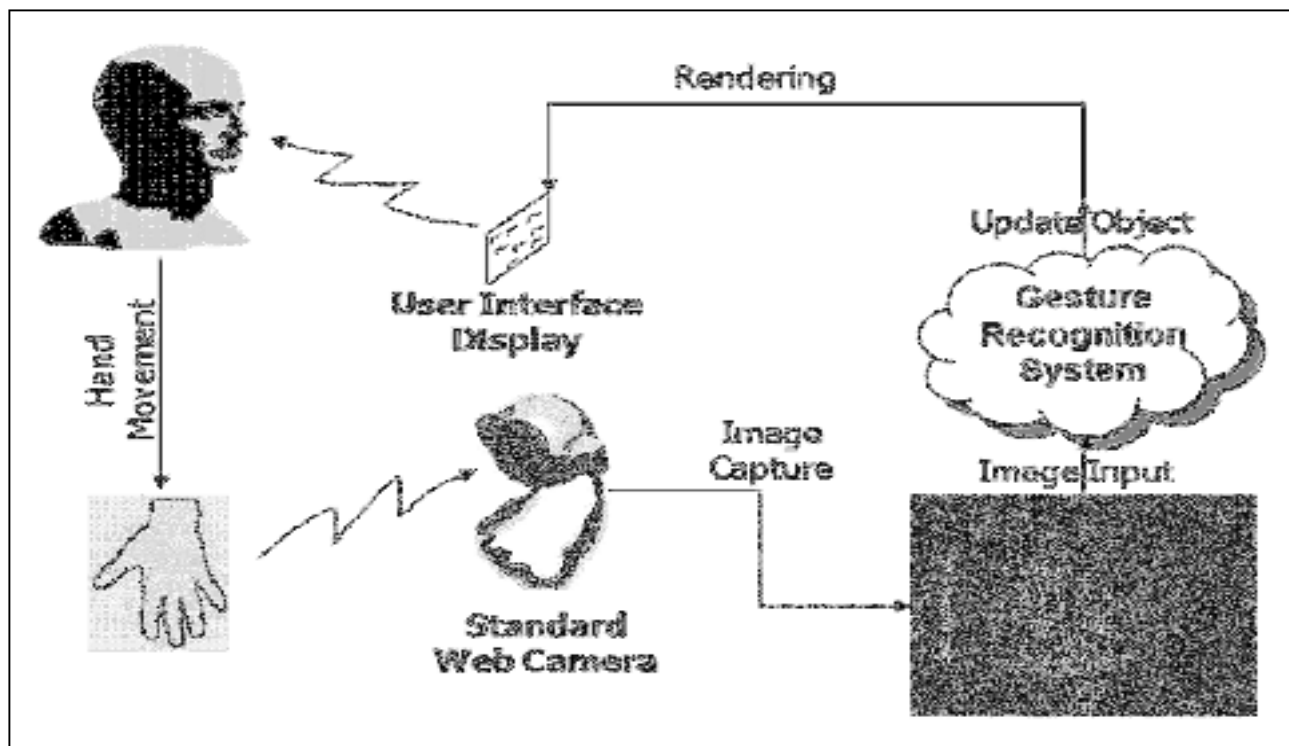 Rendering
Update Object
Gesture
Recognition
System
User Interface
Display
Hand
Movement
Image
Capture
Image Input
Standard
Web Camera